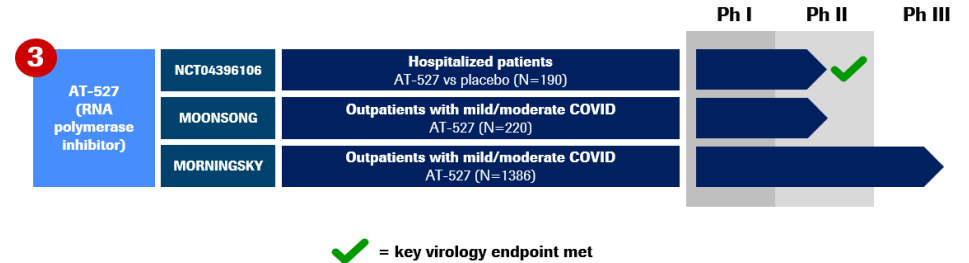 Ph I Ph II Ph III
3
AT-527
(RNA
polymerase
inhibitor)
NCT04396106
Hospitalized patients
AT-527 vs placebo (N=190)
MOONSONG
Outpatients with mild/moderate COVID
AT-527 (N=220)
MORNINGSKY
Outpatients with mild/moderate COVID
AT-527 (N=1386)
= key virology endpoint met